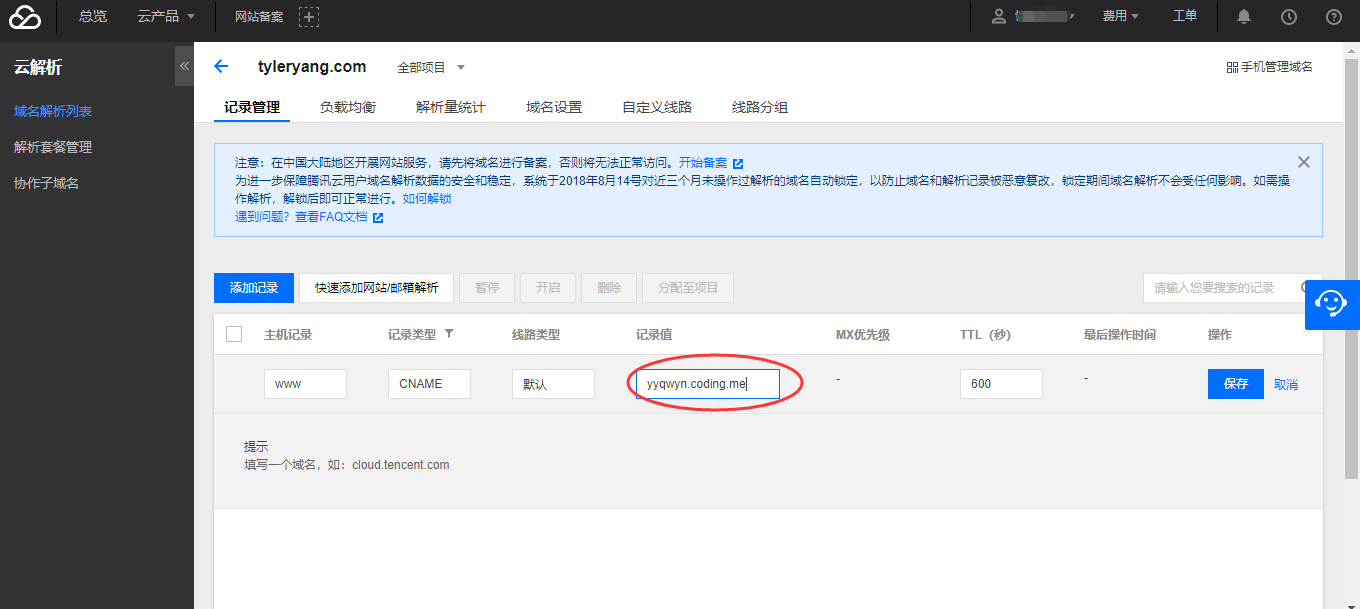 总览 云产品 网站备案 费用 工单
云解析
域名解析列表
解析套餐管理
协作子域名
tyleryang.com 全部项目 手机管理域名
记录管理 负载均衡 解析量统计 域名设置 自定义线路 线路分组
注意：在中国大陆地区开展网站服务，请先将域名进行备案，否则将无法正常访问。开始备案
为进一步保障腾讯云用户域名解析数据的安全和稳定，系统于2018年8月14号对近三个月未操作过解析的域名自动锁定，以防止域名和解析记录被恶意篡改，锁定期间域名解析不会受任何影响。如需操
作解析，解锁后即可正常进行。如何解锁
遇到问题？查看FAQ文档
添加记录 快速添加网站/邮箱解析 暂停 开启 删除 分配至项目 请输入您要搜索的记录
主机记录 记录类型 线路类型 记录值 MX优先级 TTL（秒） 最后操作时间 操作
www CNAME 默认 yyqwyn.coding.me - 600 - 保存 取消
提示
填写一个域名，如：cloud.tencent.com